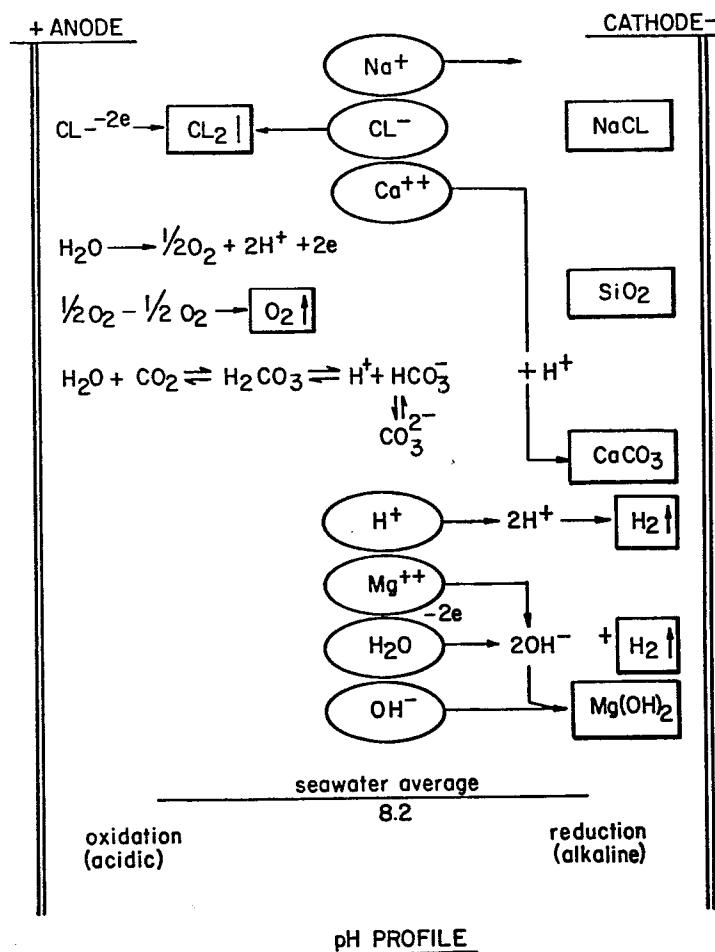 + ANODE CATHODE-
Na+
CL- -2e → CL2 ↑ ← CL- NaCL
Ca++
H2O → 1/2O2 + 2H+ +2e
SiO2
1/2O2 - 1/2 O2 → O2 ↑
H2O + CO2 ⇌ H2CO3 ⇌ H+ + HCO3- + H+
⇌
CO3 2-
CaCO3
H+ → 2H+ → H2 ↑
Mg++
-2e
H2O → 2OH- + H2 ↑
OH- Mg(OH)2
seawater average
8.2
oxidation reduction
(acidic) (alkaline)
pH PROFILE